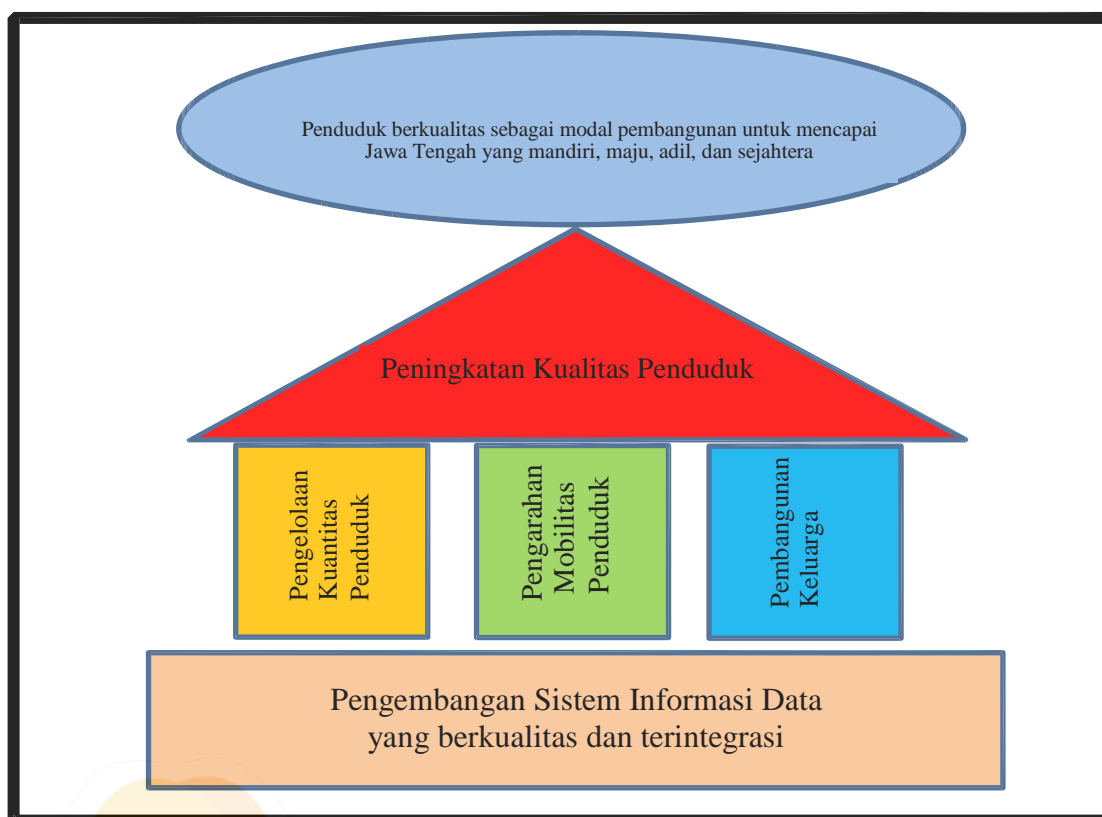 Penduduk berkualitas sebagai modal pembangunan untuk mencapai
Jawa Tengah yang mandiri, maju, adil, dan sejahtera
Peningkatan Kualitas Penduduk
Pengelolaan
Kuantitas
Penduduk
Pengarahan
Mobilitas
Penduduk
Pembangunan
Keluarga
Pengembangan Sistem Informasi Data
yang berkualitas dan terintegrasi